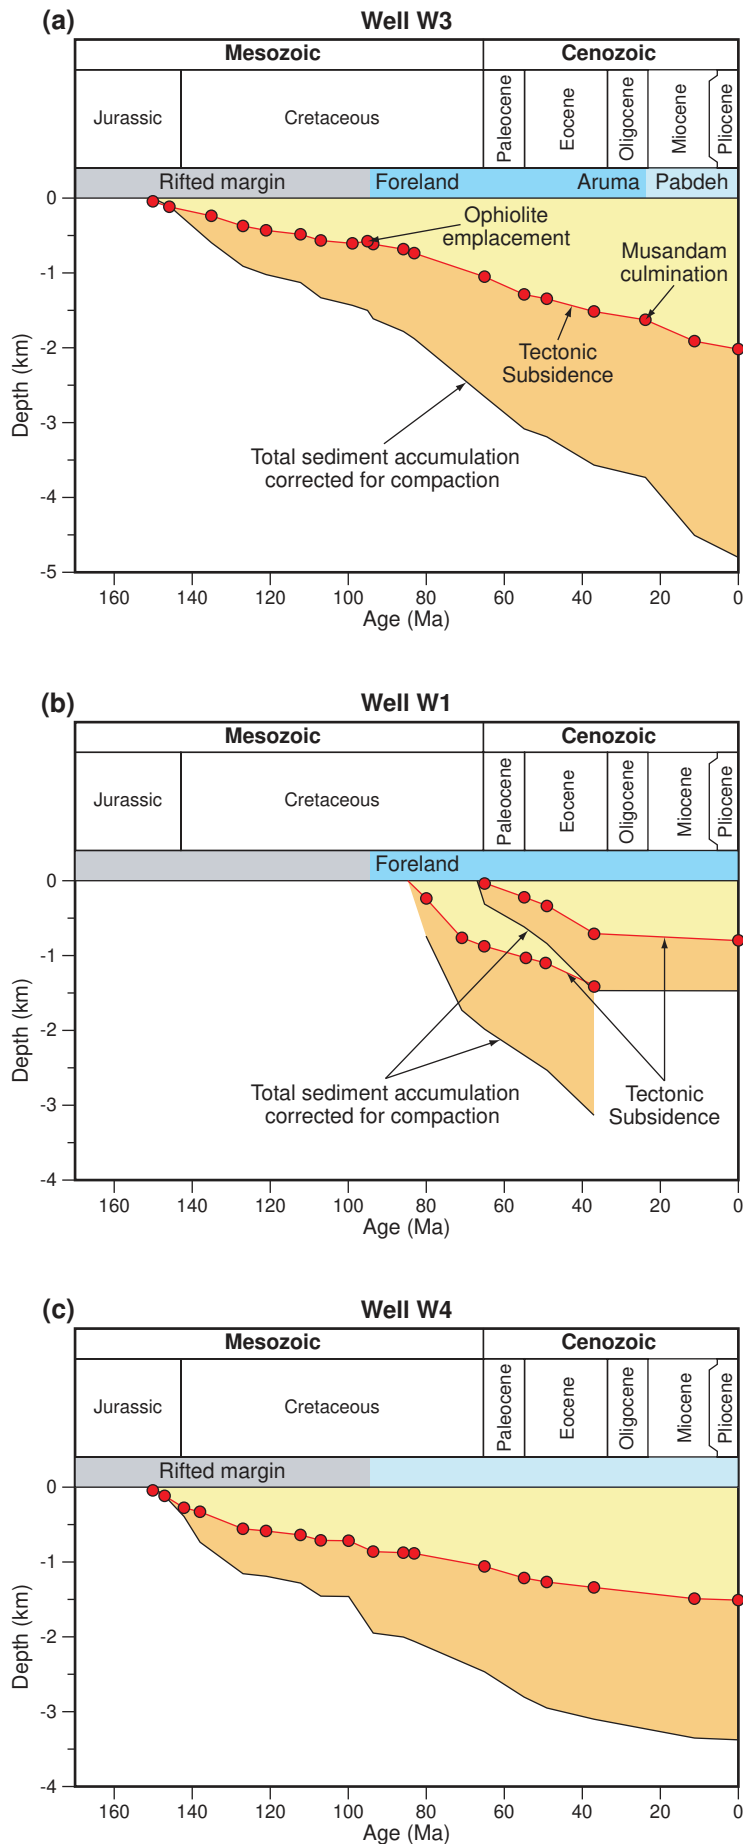 (a)
Well W3
Mesozoic Cenozoic
Jurassic Cretaceous Paleocene Eocene Oligocene Miocene Pliocene
Rifted margin Foreland Aruma Pabdeh
0
-1
-2
-3
-4
-5
Depth (km)
Ophiolite
emplacement
Musandam
culmination
Tectonic
Subsidence
Total sediment accumulation
corrected for compaction
160 140 120 100 80 60 40 20 0
Age (Ma)
(b)
Well W1
Mesozoic Cenozoic
Jurassic Cretaceous Paleocene Eocene Oligocene Miocene Pliocene
Foreland
0
-1
-2
-3
-4
Depth (km)
Total sediment accumulation
corrected for compaction
Tectonic
Subsidence
160 140 120 100 80 60 40 20 0
Age (Ma)
(c)
Well W4
Mesozoic Cenozoic
Jurassic Cretaceous Paleocene Eocene Oligocene Miocene Pliocene
Rifted margin
0
-1
-2
-3
-4
Depth (km)
160 140 120 100 80 60 40 20 0
Age (Ma)